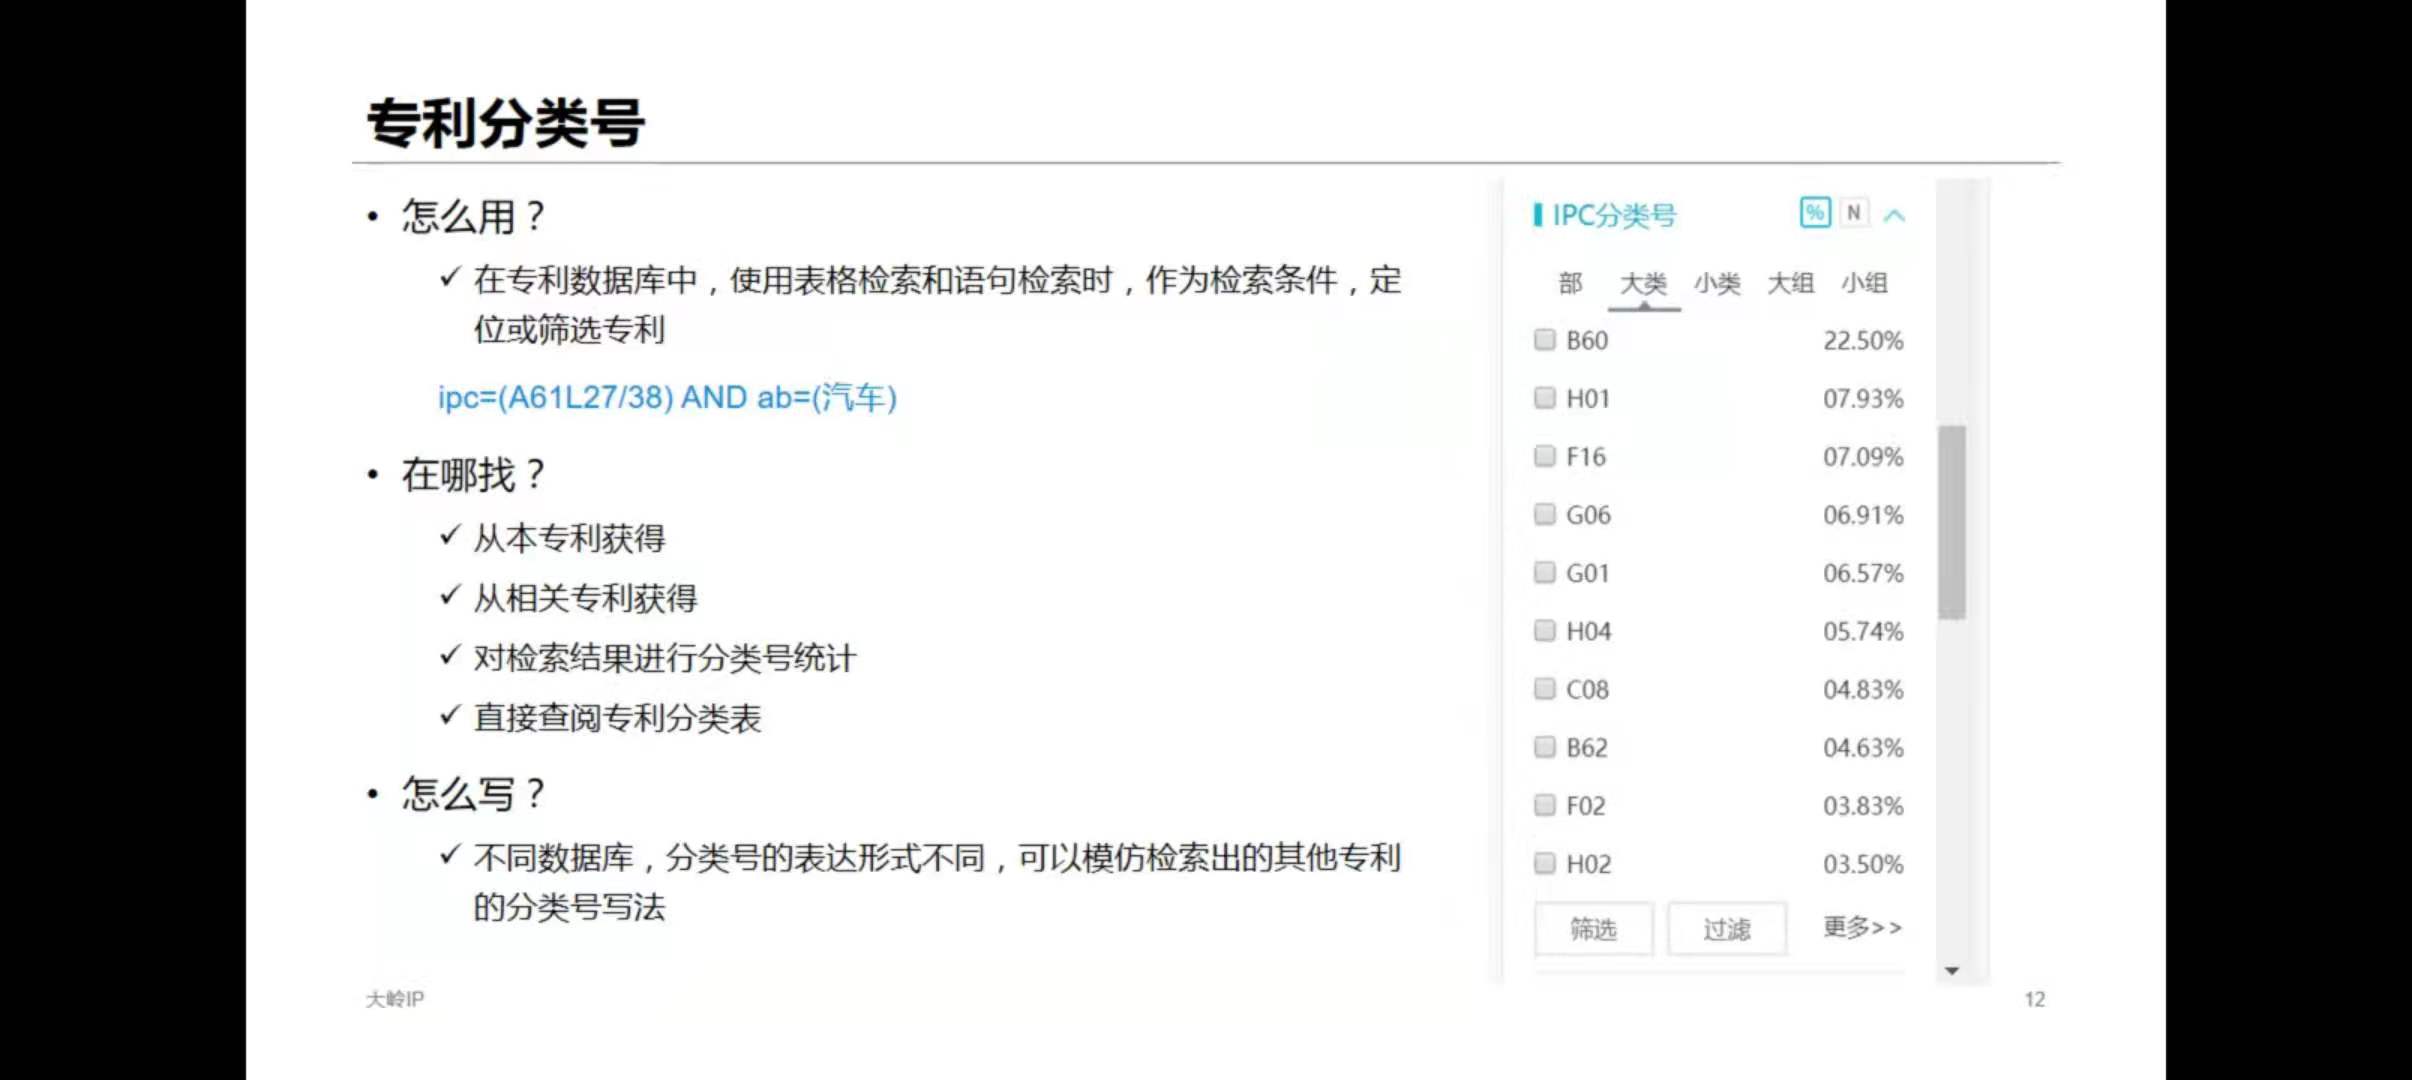 专利分类号
• 怎么用？
✓ 在专利数据库中，使用表格检索和语句检索时，作为检索条件，定
位或筛选专利
ipc=(A61L27/38) AND ab=(汽车)
• 在哪找？
✓ 从本专利获得
✓ 从相关专利获得
✓ 对检索结果进行分类号统计
✓ 直接查阅专利分类表
• 怎么写？
✓ 不同数据库，分类号的表达形式不同，可以模仿检索出的其他专利
的分类号写法
IPC分类号 % N
部 大类 小类 大组 小组
B60 22.50%
H01 07.93%
F16 07.09%
G06 06.91%
G01 06.57%
H04 05.74%
C08 04.83%
B62 04.63%
F02 03.83%
H02 03.50%
筛选 过滤 更多>>
大岭IP 12